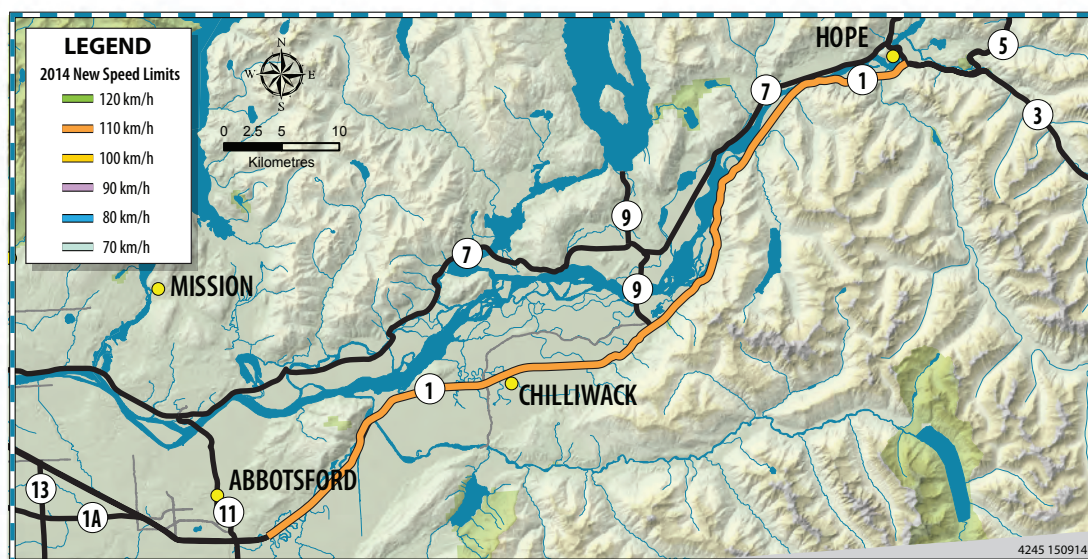 LEGEND
2014 New Speed Limits
120 km/h
110 km/h
100 km/h
90 km/h
80 km/h
70 km/h
N
W E
S
0 2.5 5 10
Kilometres
HOPE
5
1
7
3
9
7
9
MISSION
1
CHILLIWACK
ABBOTSFORD
13
1A
11
4245 150914